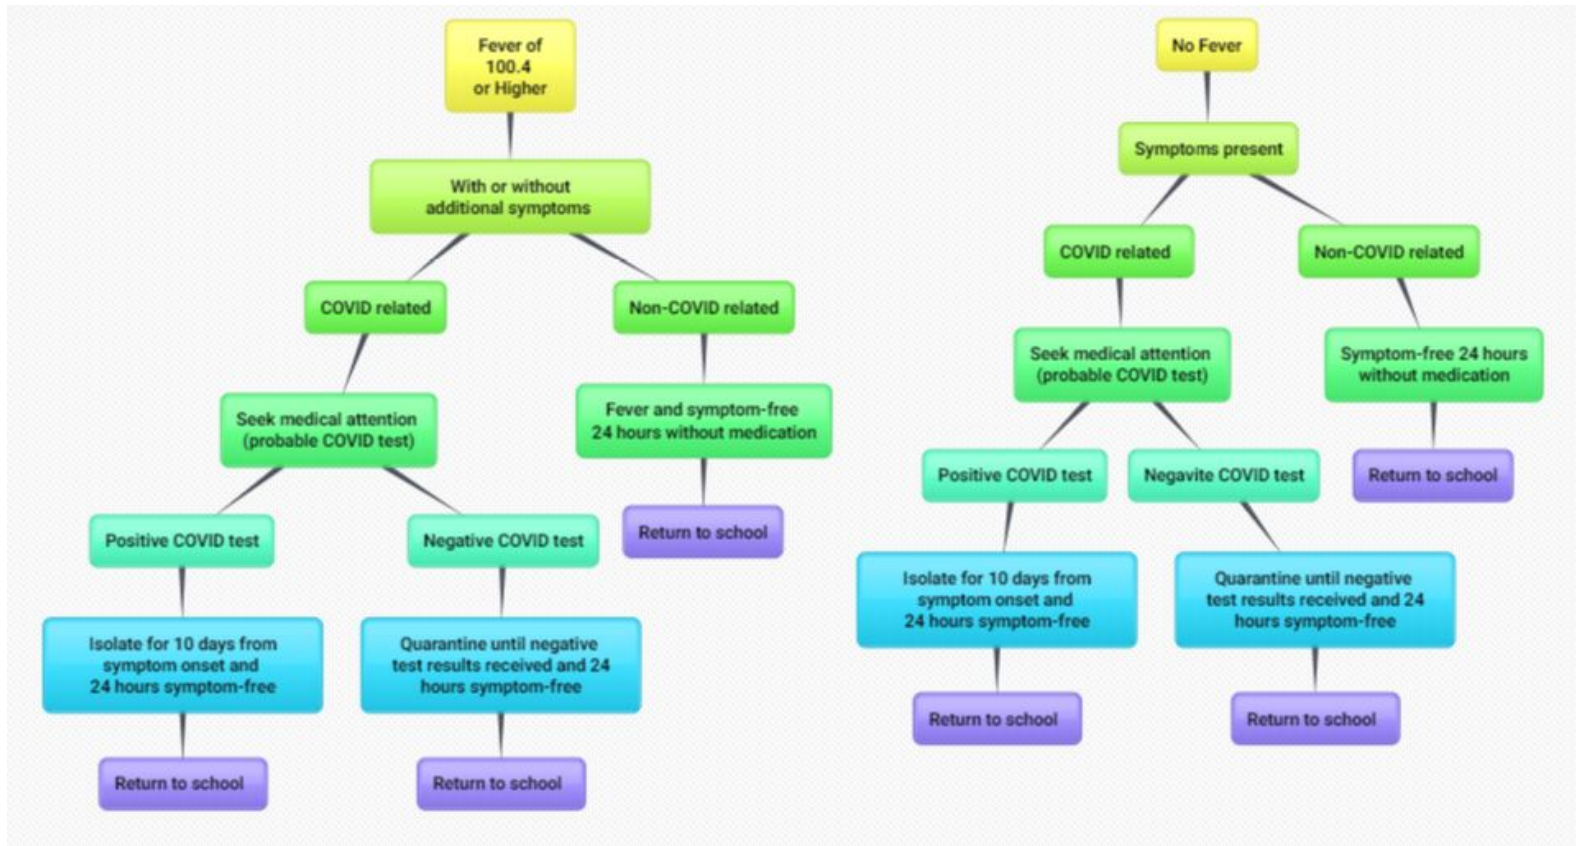 Fever of
100.4
or Higher
With or without
additional symptoms
COVID related
Non-COVID related
Seek medical attention
(probable COVID test)
Fever and symptom-free
24 hours without medication
Positive COVID test
Negative COVID test
Return to school
Isolate for 10 days from
symptom onset and
24 hours symptom-free
Quarantine until negative
test results received and 24
hours symptom-free
Return to school
Return to school
No Fever
Symptoms present
COVID related
Non-COVID related
Seek medical attention
(probable COVID test)
Symptom-free 24 hours
without medication
Positive COVID test
Negavite COVID test
Return to school
Isolate for 10 days from
symptom onset and
24 hours symptom-free
Quarantine until negative
test results received and 24
hours symptom-free
Return to school
Return to school